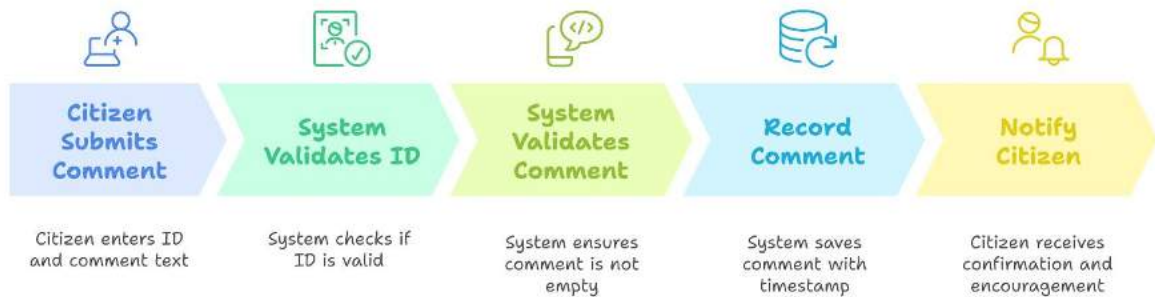 </>
Citizen
Submits
Comment
System
Validates ID
System
Validates
Comment
Record
Comment
Notify
Citizen
Citizen enters ID
and comment text
System checks if
ID is valid
System ensures
comment is not
empty
System saves
comment with
timestamp
Citizen receives
confirmation and
encouragement